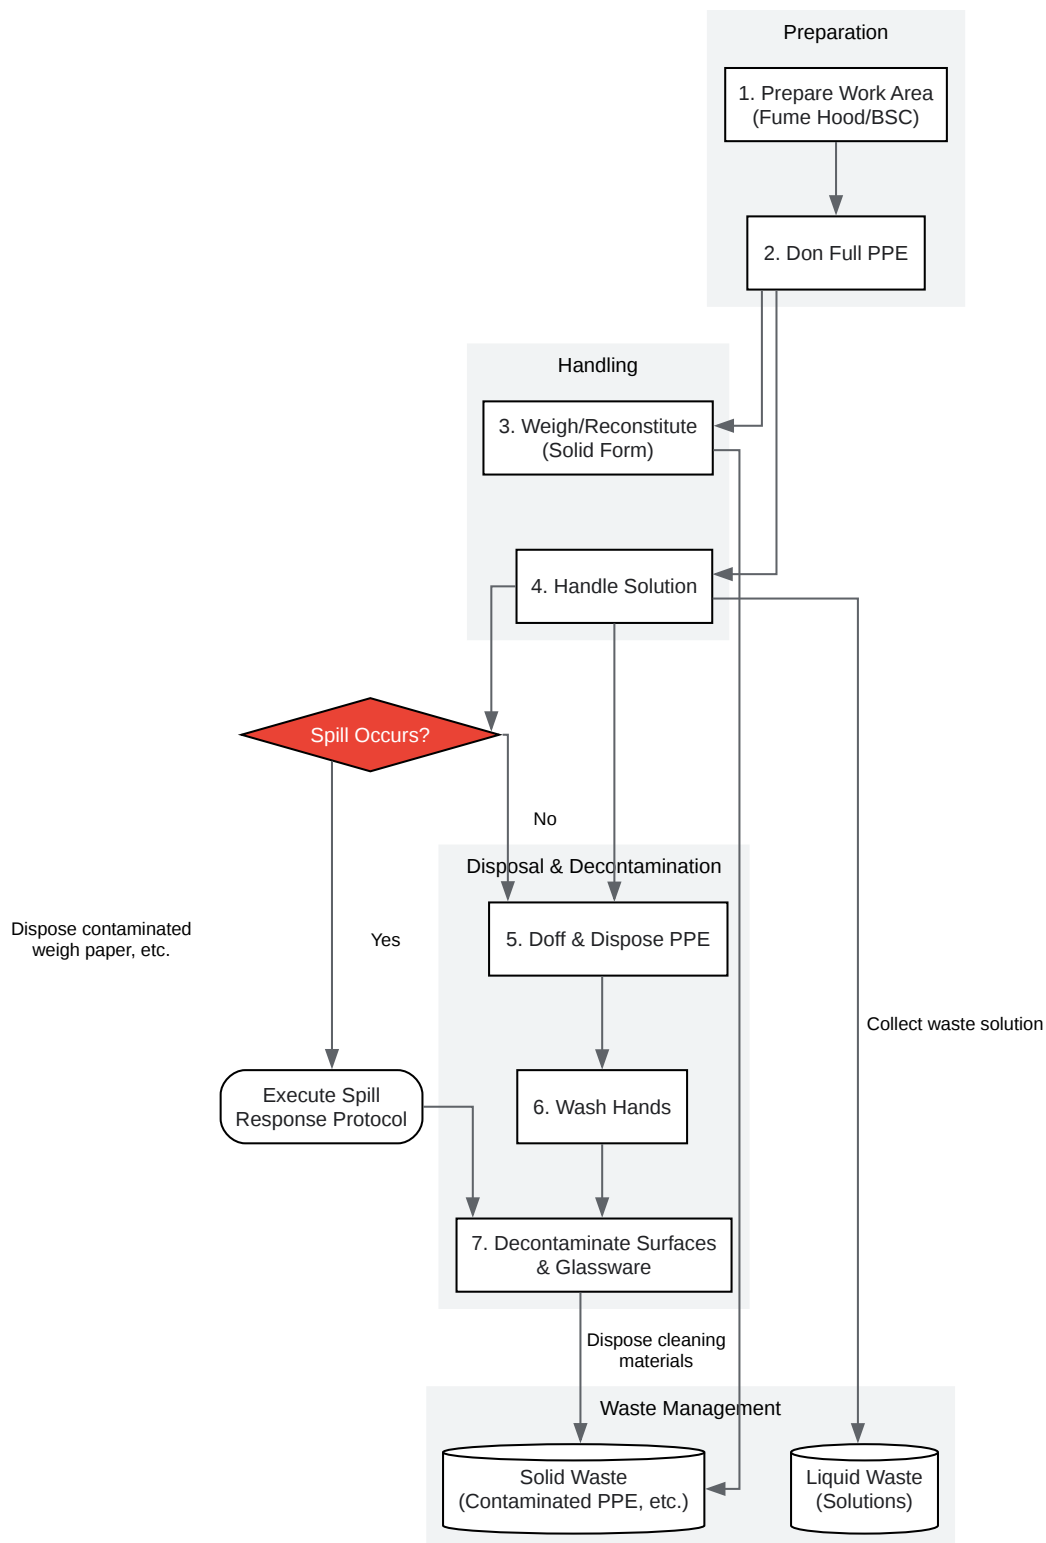 Preparation
1. Prepare Work Area
(Fume Hood/BSC)
2. Don Full PPE
Handling
3. Weigh/Reconstitute
(Solid Form)
4. Handle Solution
Spill Occurs?
No
Disposal & Decontamination
Dispose contaminated
weigh paper, etc.
Yes
5. Doff & Dispose PPE
Collect waste solution
Execute Spill
Response Protocol
6. Wash Hands
7. Decontaminate Surfaces
& Glassware
Dispose cleaning
materials
Waste Management
Solid Waste
(Contaminated PPE, etc.)
Liquid Waste
(Solutions)